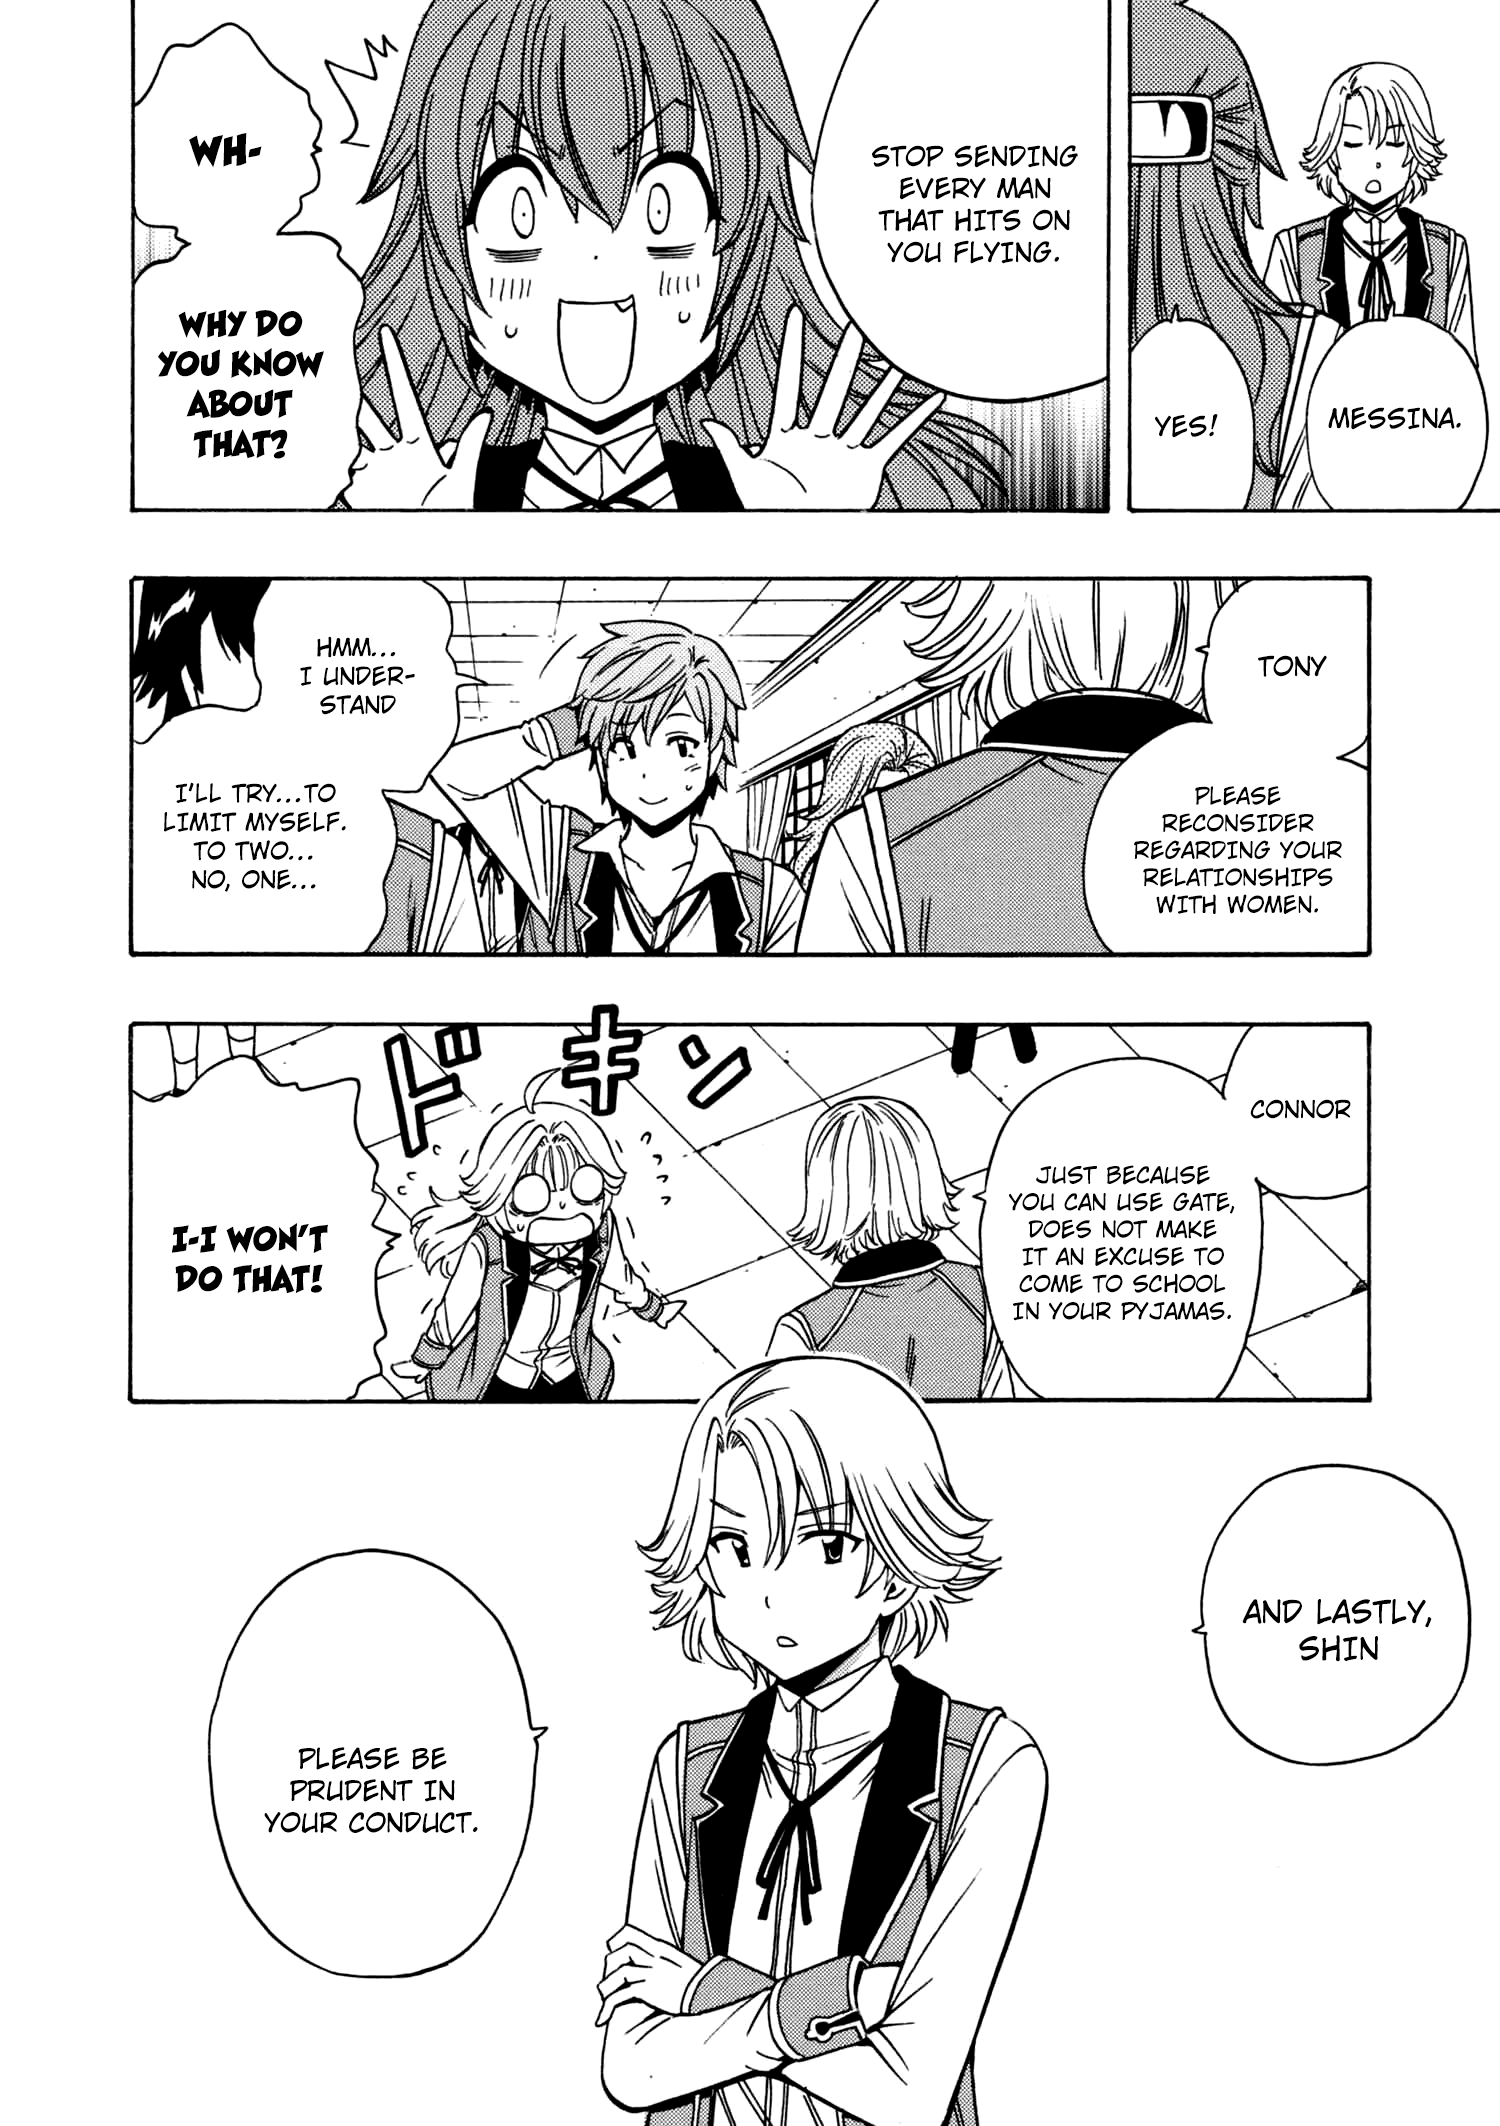 MESSINA.
YES!
STOP SENDING
EVERY MAN
THAT HITS ON
YOU FLYING.
WH-
WHY DO
YOU KNOW
ABOUT
THAT?
TONY
PLEASE
RECONSIDER
REGARDING YOUR
RELATIONSHIPS
WITH WOMEN.
HMM...
I UNDER-
STAND
I'LL TRY...TO
LIMIT MYSELF.
TO TWO...
NO, ONE...
CONNOR
JUST BECAUSE
YOU CAN USE GATE,
DOES NOT MAKE
IT AN EXCUSE TO
COME TO SCHOOL
IN YOUR PYJAMAS.
ドキン
I-I WON'T
DO THAT!
AND LASTLY,
SHIN
PLEASE BE
PRUDENT IN
YOUR CONDUCT.